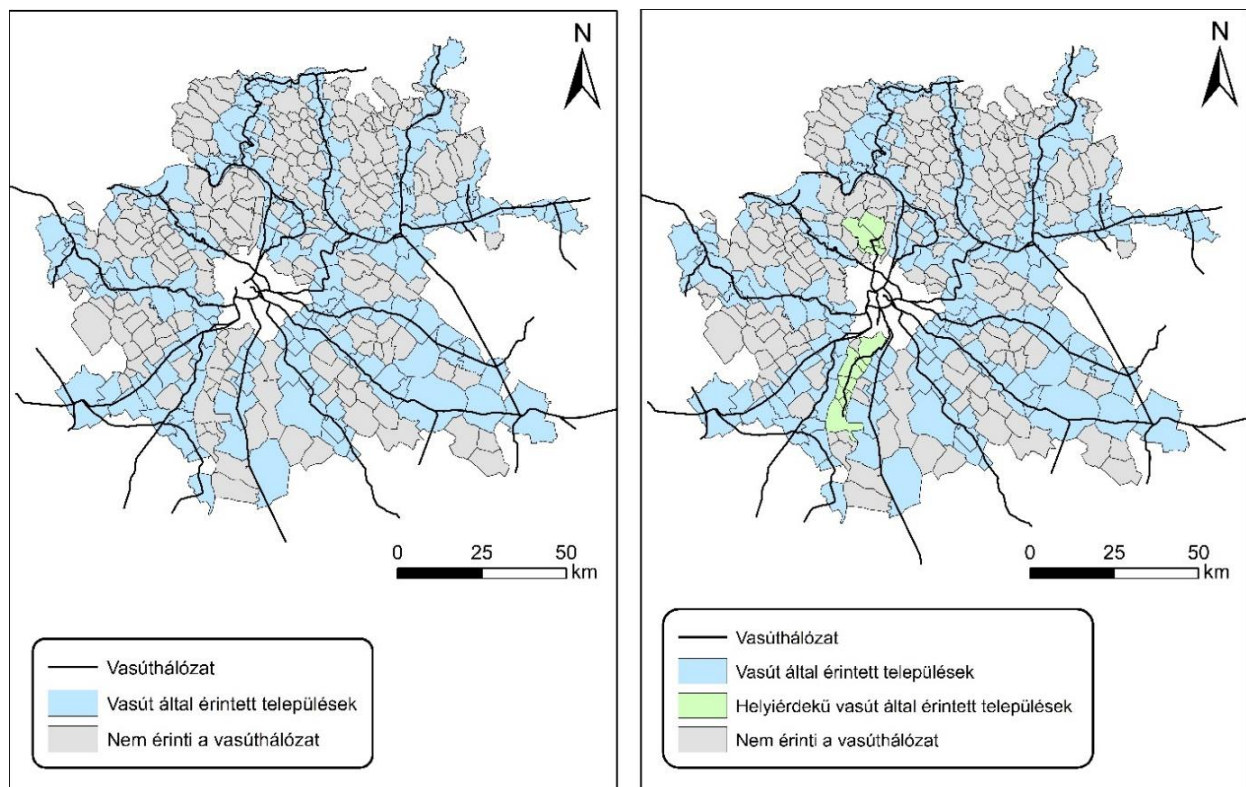 N
0 25 50
km
Vasúthálózat
Vasút által érintett települések
Nem érinti a vasúthálózat
N
0 25 50
km
Vasúthálózat
Vasút által érintett települések
Helyiérdekű vasút által érintett települések
Nem érinti a vasúthálózat